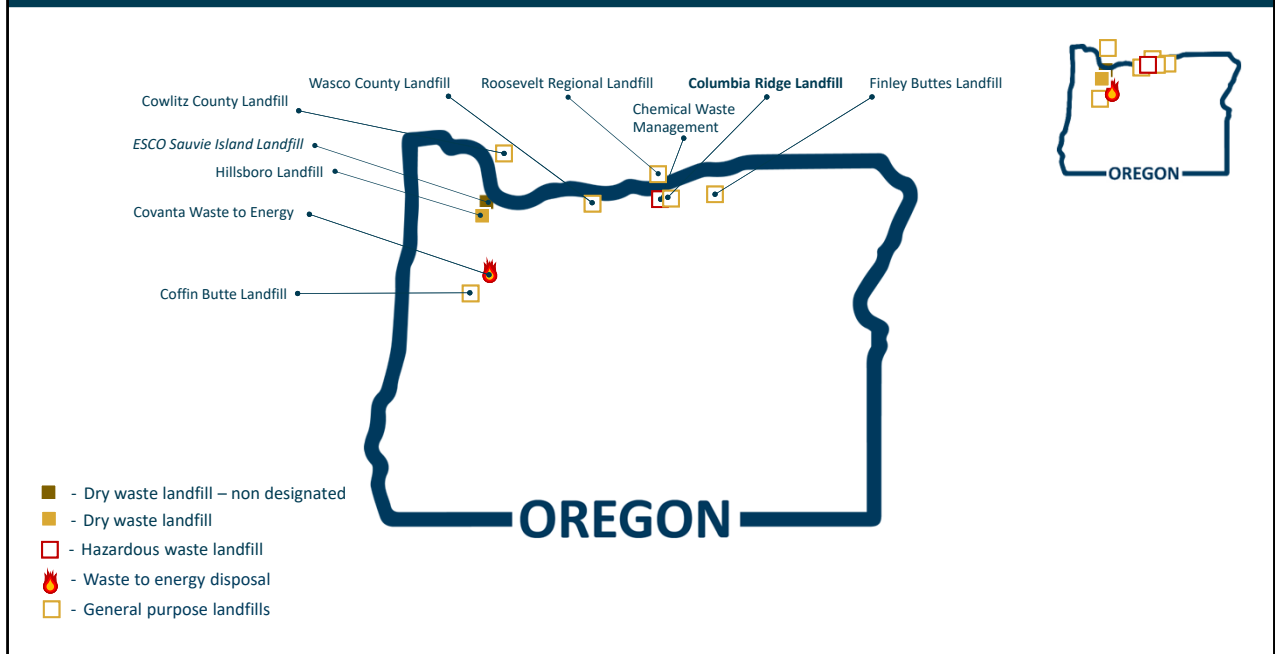 Wasco County Landfill
Roosevelt Regional Landfill
Columbia Ridge Landfill
Finley Buttes Landfill
Cowlitz County Landfill
Chemical Waste
Management
ESCO Sauvie Island Landfill
Hillsboro Landfill
Covanta Waste to Energy
Coffin Butte Landfill
OREGON
- Dry waste landfill – non designated
- Dry waste landfill
- Hazardous waste landfill
- Waste to energy disposal
- General purpose landfills
OREGON